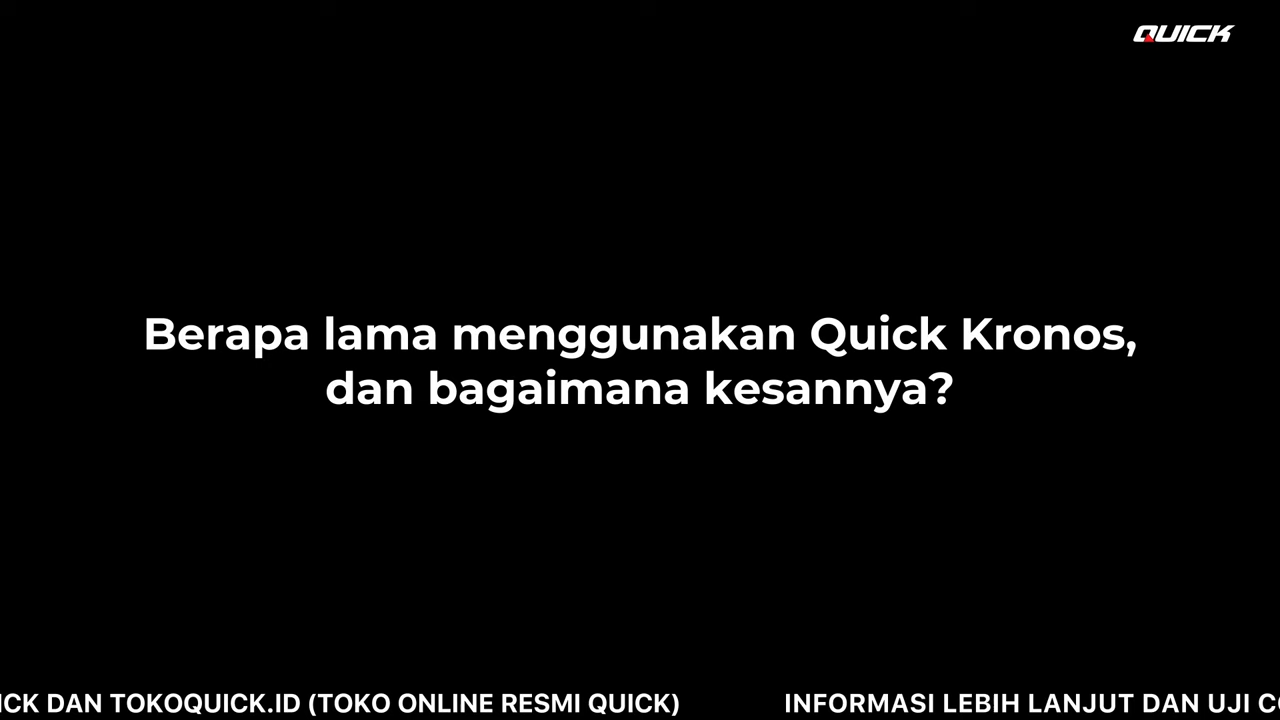 QUICK
Berapa lama menggunakan Quick Kronos,
dan bagaimana kesannya?
ICK DAN TOKOQUICK.ID (TOKO ONLINE RESMI QUICK) INFORMASI LEBIH LANJUT DAN UJI